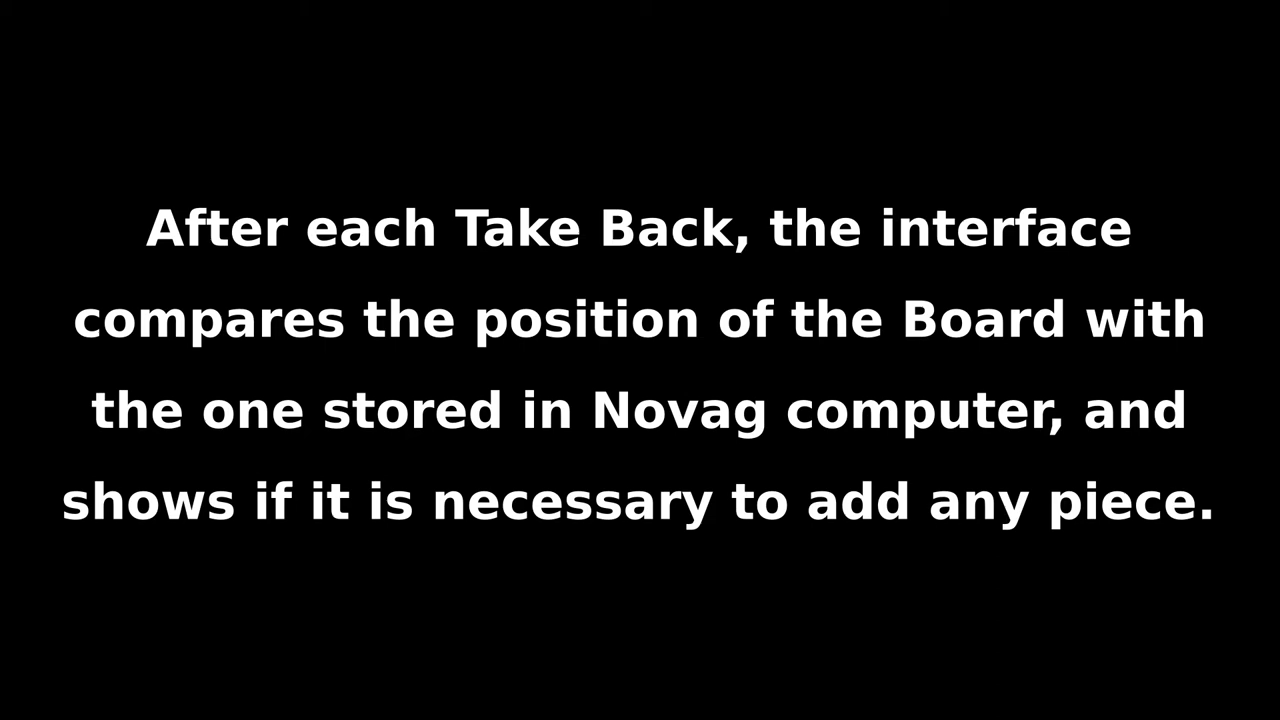 After each Take Back, the interface
compares the position of the Board with
the one stored in Novag computer, and
shows if it is necessary to add any piece.